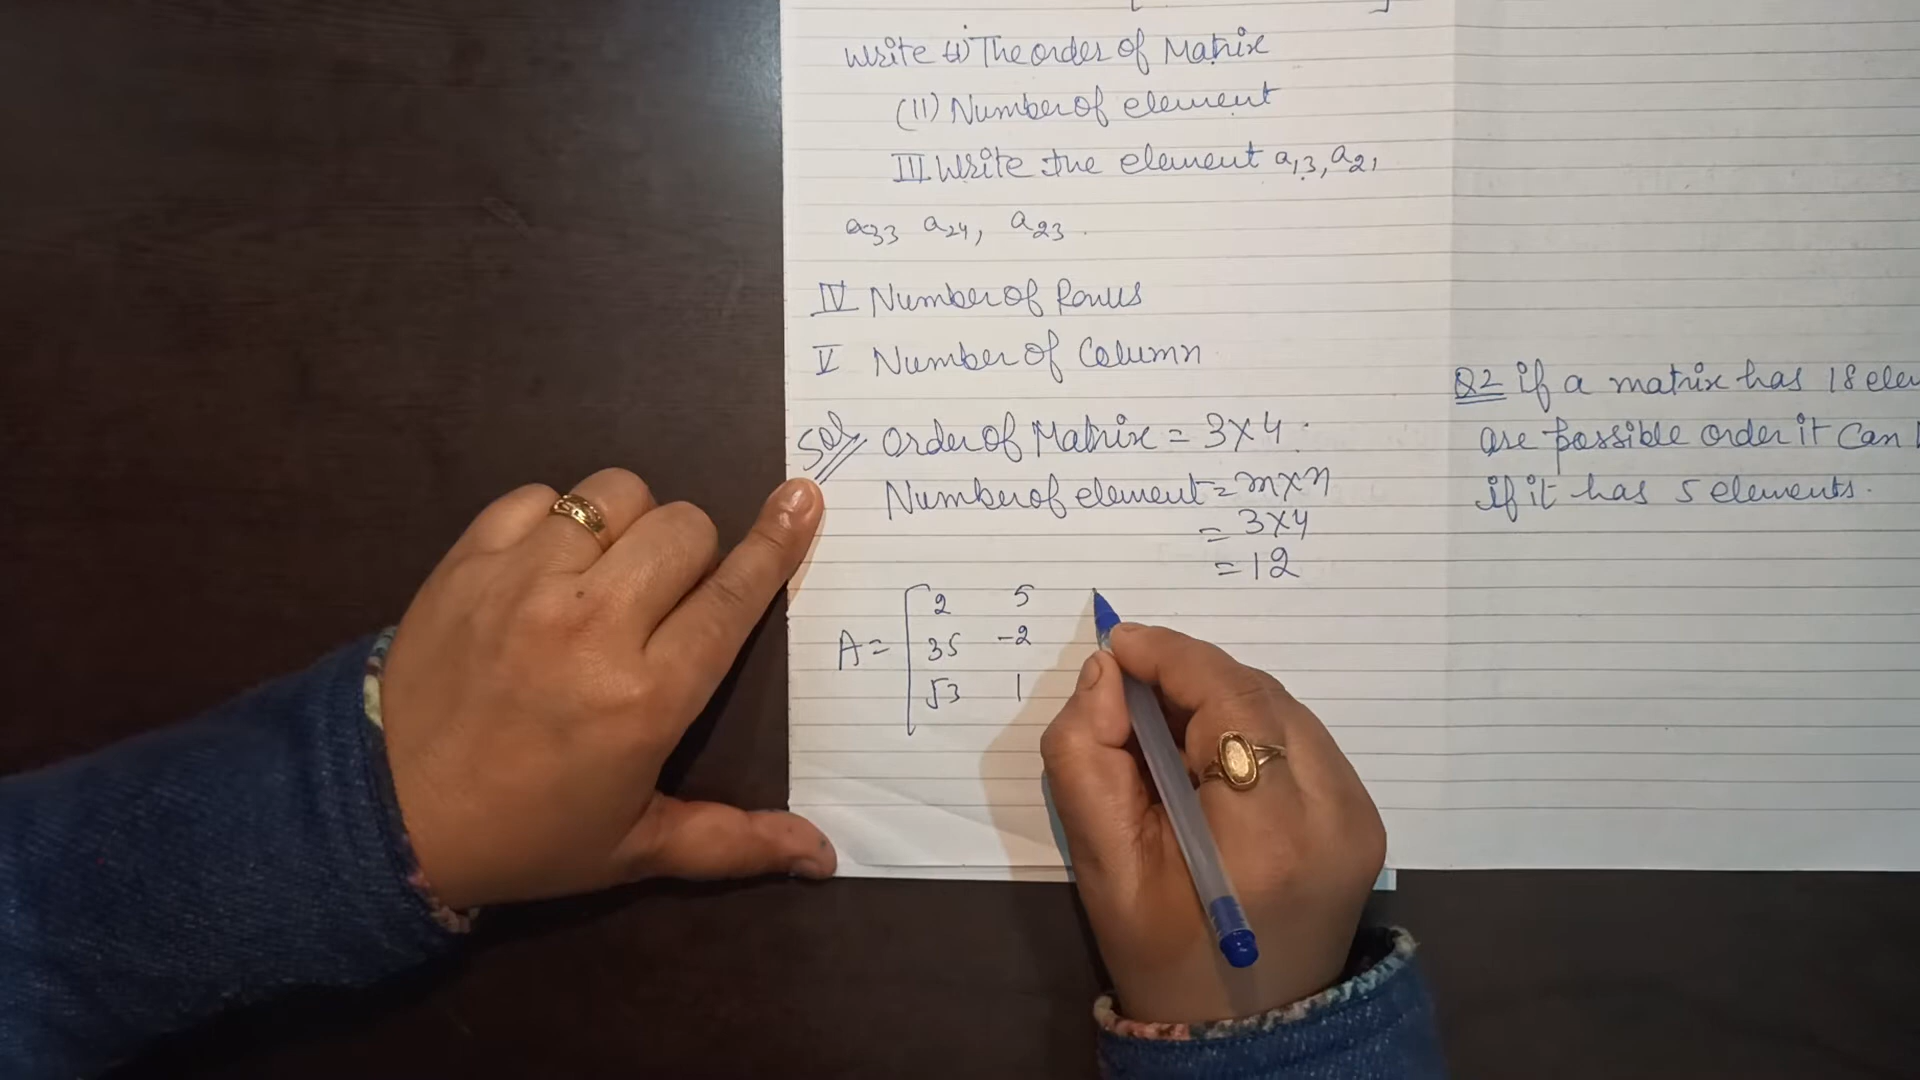 Write (i) The order of Matrix
(II) Number of element
III Write the element a13, a21
a33 a24, a23.
IV Number of Rows
V Number of Column
Sol Order of Matrix = 3×4.
Number of element = m×n
= 3×4
= 12
A = [ 2 5
35 -2
√3 1
Q2 if a matrix has 18 ele
are possible order it can
if it has 5 elements.